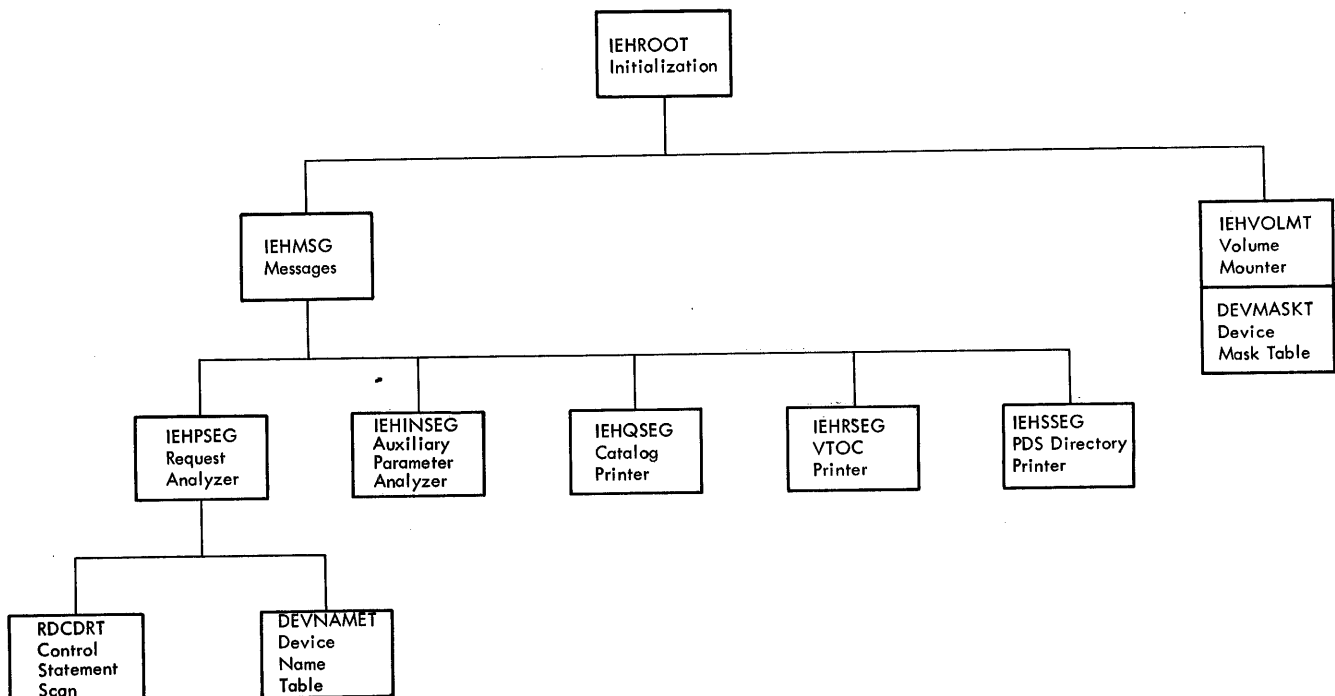 IEHROOT
Initialization
IEHMSG
Messages
IEHVOLMT
Volume
Mounter
DEVMASKT
Device
Mask Table
IEHPSEG
Request
Analyzer
IEHINSEG
Auxiliary
Parameter
Analyzer
IEHQSEG
Catalog
Printer
IEHRSEG
VTOC
Printer
IEHSSEG
PDS Directory
Printer
RDCDRT
Control
Statement
Scan
DEVNAMET
Device
Name
Table